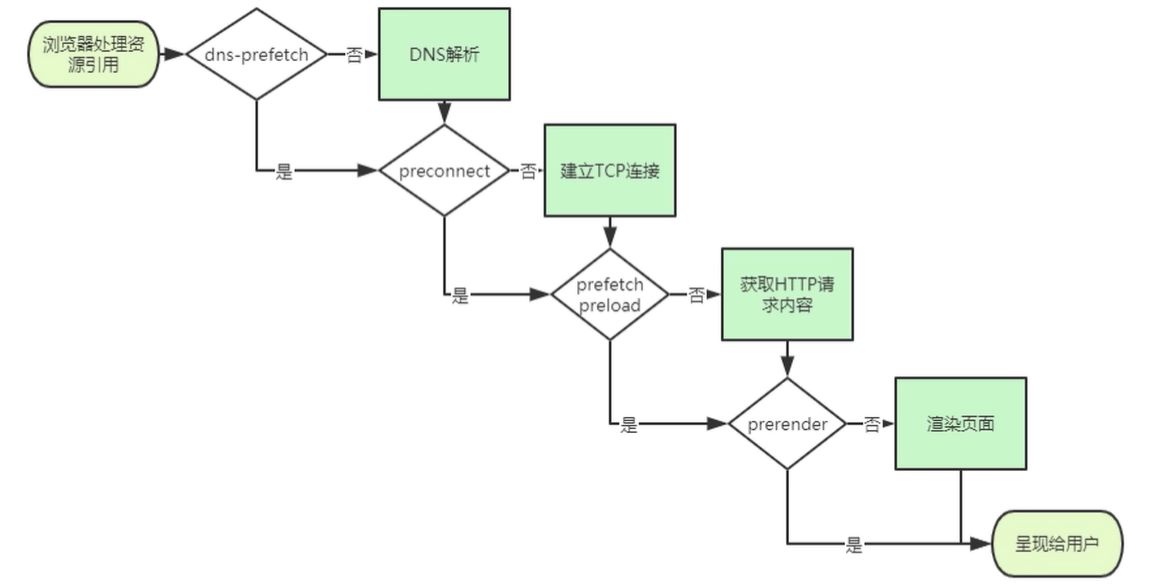 浏览器处理资
源引用
dns-prefetch
否
DNS解析
是
preconnect
否
建立TCP连接
是
prefetch
preload
否
获取HTTP请
求内容
是
prerender
否
渲染页面
是
呈现给用户